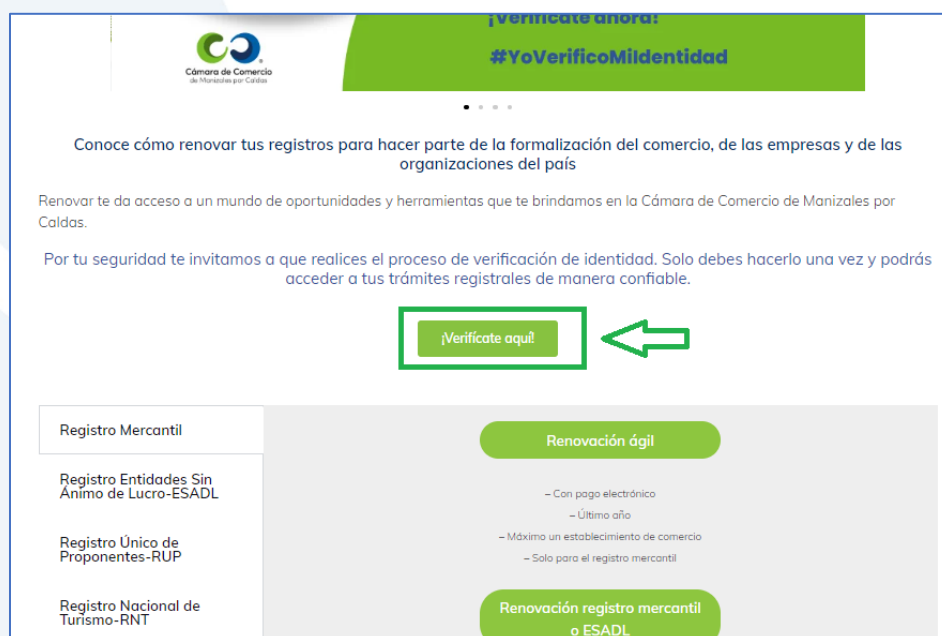 ¡Verifícate ahora!
#YoVerificoMiIdentidad
Cámara de Comercio
de Manizales por Caldas
Conoce cómo renovar tus registros para hacer parte de la formalización del comercio, de las empresas y de las
organizaciones del país
Renovar te da acceso a un mundo de oportunidades y herramientas que te brindamos en la Cámara de Comercio de Manizales por
Caldas.
Por tu seguridad te invitamos a que realices el proceso de verificación de identidad. Solo debes hacerlo una vez y podrás
acceder a tus trámites registrales de manera confiable.
¡Verifícate aquí!
Registro Mercantil
Registro Entidades Sin
Ánimo de Lucro-ESADL
Registro Único de
Proponentes-RUP
Registro Nacional de
Turismo-RNT
Renovación ágil
– Con pago electrónico
– Último año
– Máximo un establecimiento de comercio
– Solo para el registro mercantil
Renovación registro mercantil
o ESADL